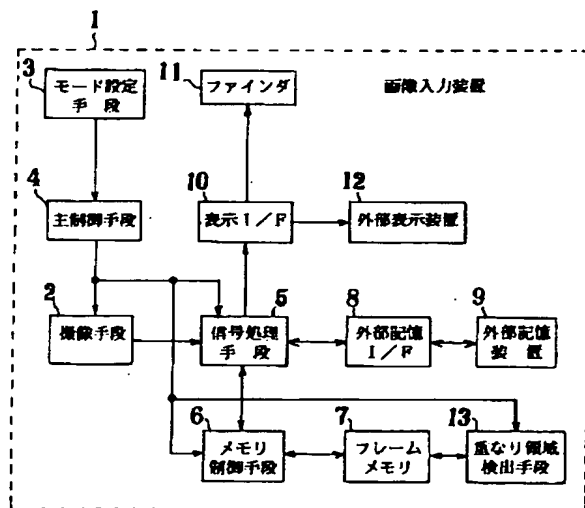 1
3
モード設定
手 段
11
ファインダ
画像入力装置
4
主制御手段
10
表示 I/F
12
外部表示装置
2
撮像手段
信号処理
手 段
5
8
外部記憶
I/F
9
外部記憶
装 置
6
メモリ
制御手段
7
フレーム
メモリ
13
重なり領域
検出手段